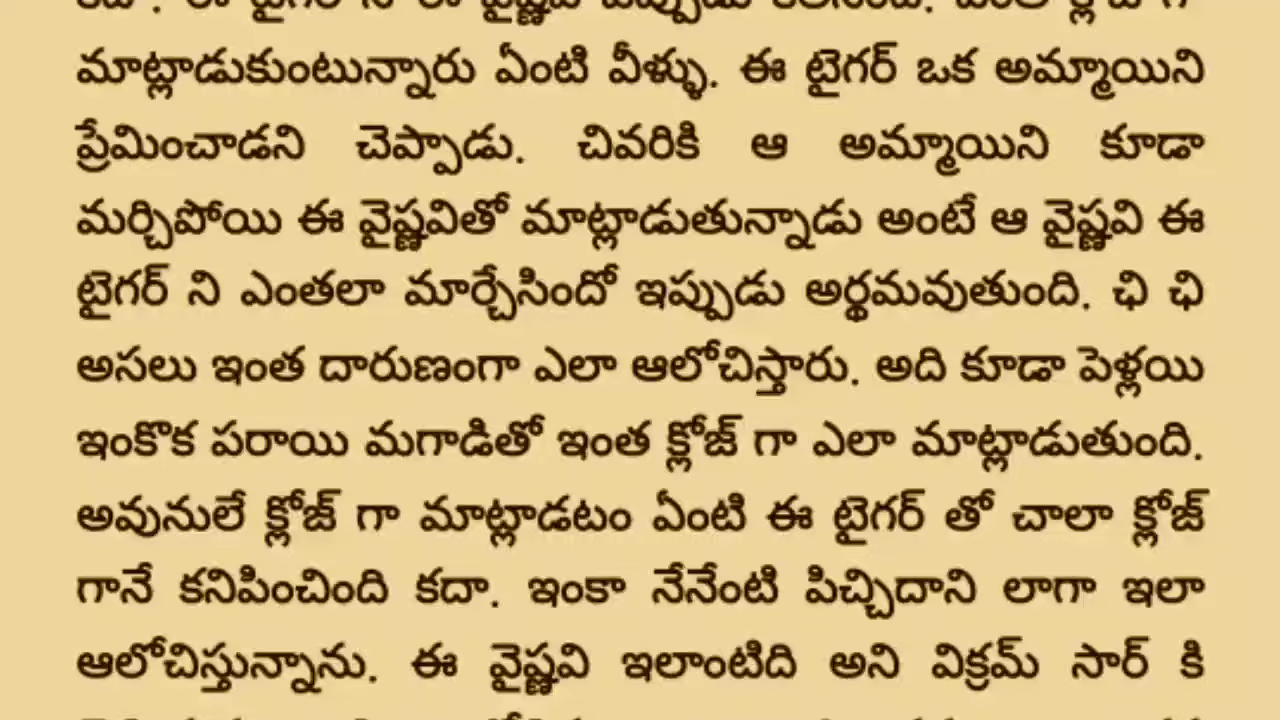 మాట్లాడుకుంటున్నారు ఏంటి వీళ్ళు. ఈ టైగర్ ఒక అమ్మాయిని
ప్రేమించాడని చెప్పాడు. చివరికి ఆ అమ్మాయిని కూడా
మర్చిపోయి ఈ వైష్ణవితో మాట్లాడుతున్నాడు అంటే ఆ వైష్ణవి ఈ
టైగర్ ని ఎంతలా మార్చేసిందో ఇప్పుడు అర్థమవుతుంది. ఛి ఛి
అసలు ఇంత దారుణంగా ఎలా ఆలోచిస్తారు. అది కూడా పెళ్లయి
ఇంకొక పరాయి మగాడితో ఇంత క్లోజ్ గా ఎలా మాట్లాడుతుంది.
అవునులే క్లోజ్ గా మాట్లాడటం ఏంటి ఈ టైగర్ తో చాలా క్లోజ్
గానే కనిపించింది కదా. ఇంకా నేనేంటి పిచ్చిదాని లాగా ఇలా
ఆలోచిస్తున్నాను. ఈ వైష్ణవి ఇలాంటిది అని విక్రమ్ సార్ కి